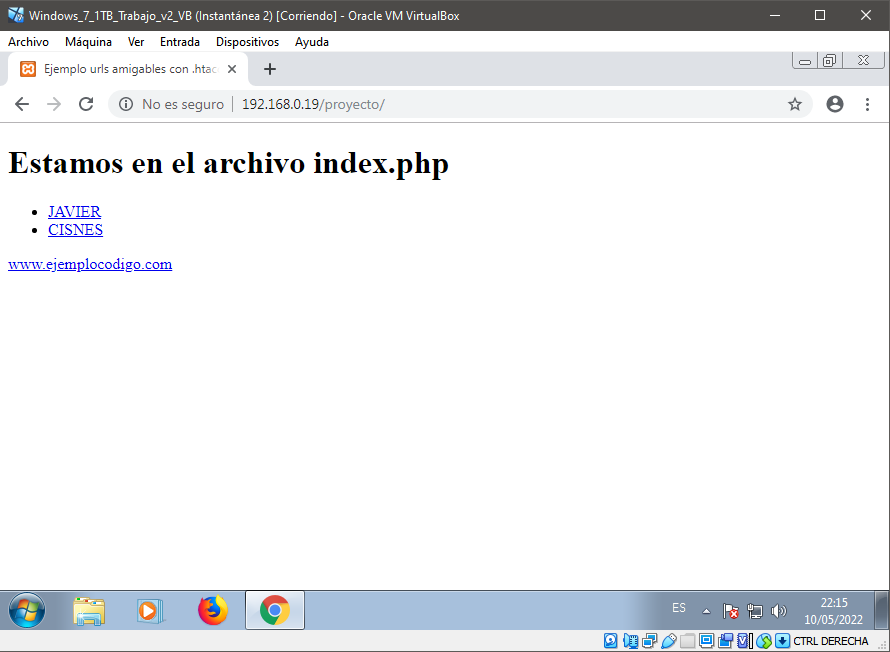 Windows_7_1TB_Trabajo_v2_VB (Instantánea 2) [Corriendo] - Oracle VM VirtualBox
Archivo Máquina Ver Entrada Dispositivos Ayuda
Ejemplo urls amigables con .htac
No es seguro 192.168.0.19/proyecto/
Estamos en el archivo index.php
JAVIER
CISNES
www.ejemplocodigo.com
ES
22:15
10/05/2022
CTRL DERECHA